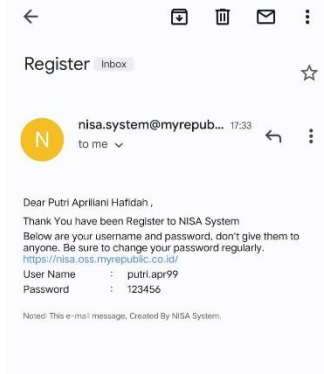 Register Inbox
N
nisa.system@myrepub... 17:33
to me
Dear Putri Apriliani Hafidah ,
Thank You have been Register to NISA System
Below are your username and password, don't give them to
anyone. Be sure to change your password regularly.
https://nisa.oss.myrepublic.co.id/
User Name : putri.apr99
Password : 123456
Noted: This e-mail message, Created By NISA System.